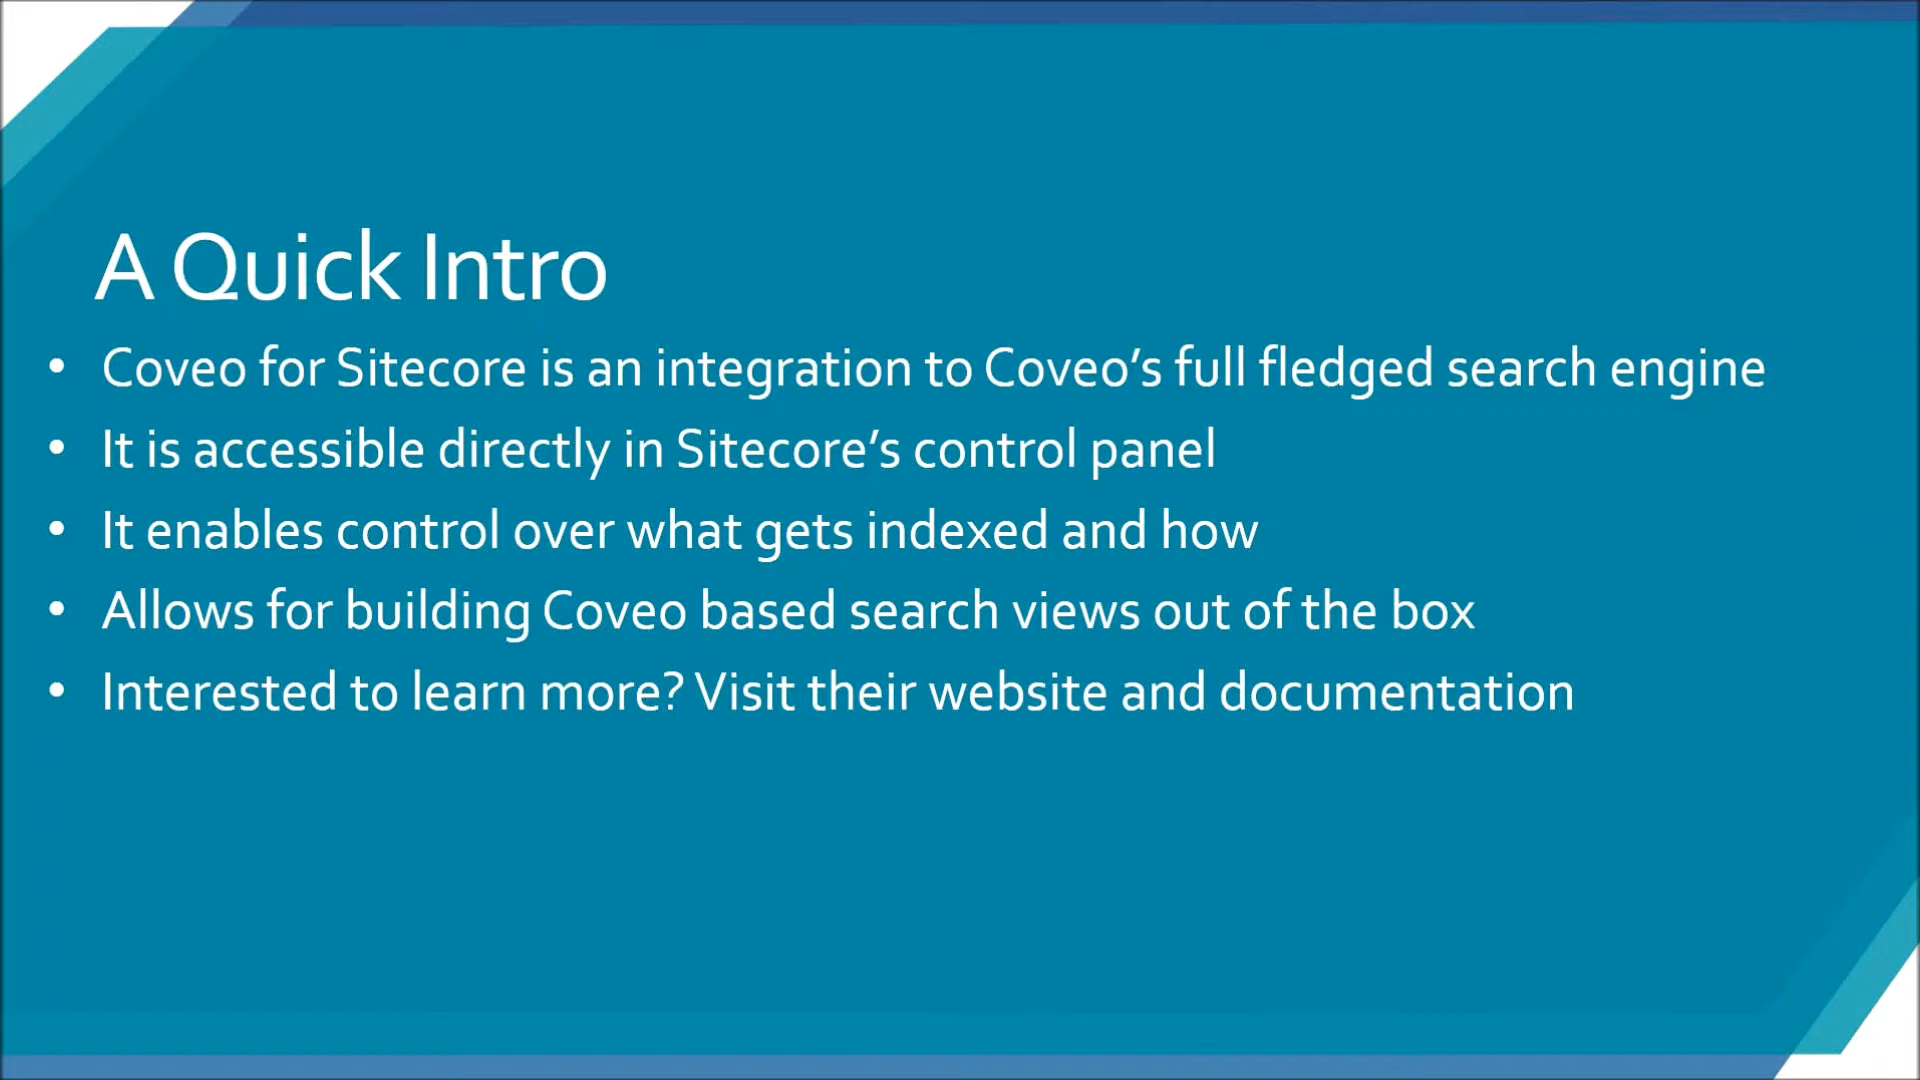 A Quick Intro
• Coveo for Sitecore is an integration to Coveo’s full fledged search engine
• It is accessible directly in Sitecore’s control panel
• It enables control over what gets indexed and how
• Allows for building Coveo based search views out of the box
• Interested to learn more? Visit their website and documentation